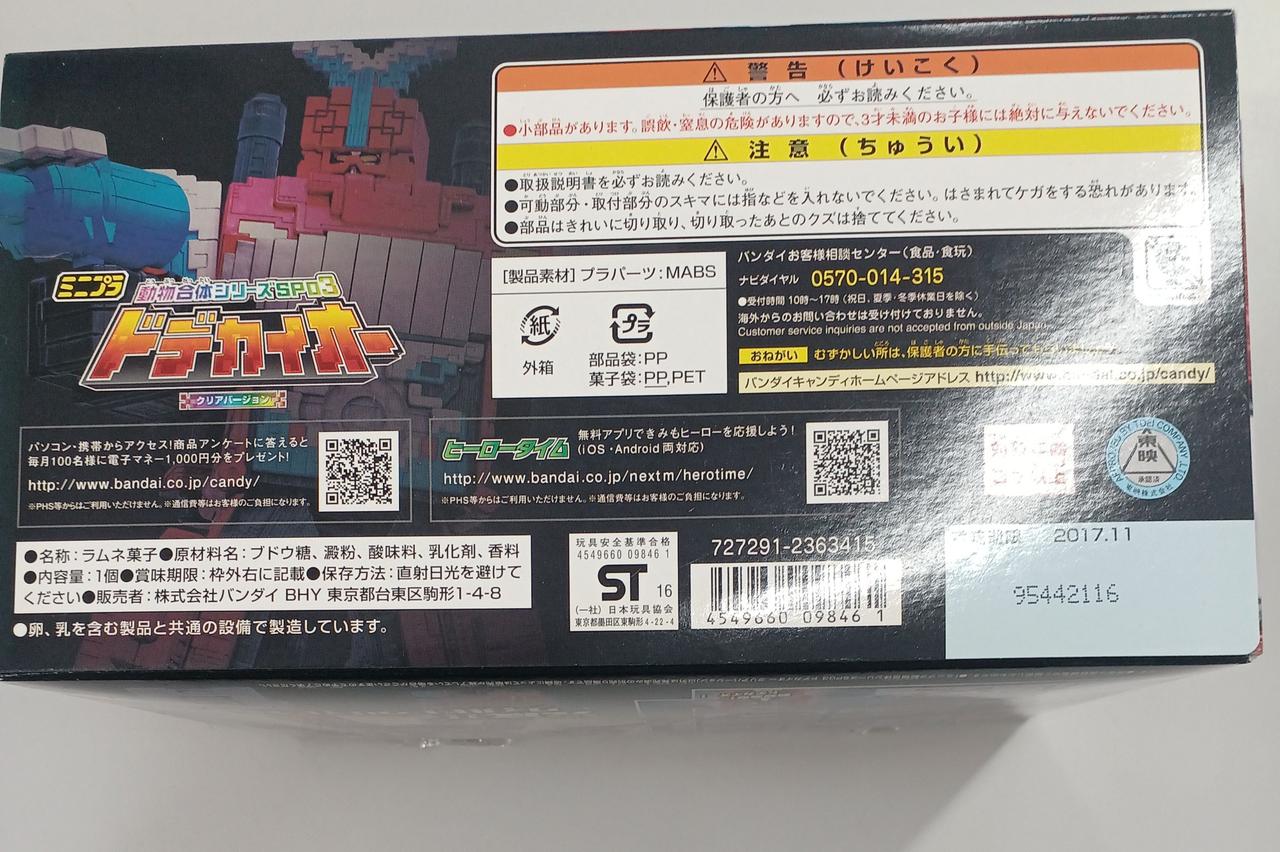 警告（けいこく）
保護者の方へ 必ずお読みください。
●小部品があります。誤飲・窒息の危険がありますので、3才未満のお子様には絶対に与えないでください。
注意（ちゅうい）
●取扱説明書を必ずお読みください。
●可動部分・取付部分のスキマには指などを入れないでください。はさまれてケガをする恐れがあります。
●部品はきれいに切り取り、切り取ったあとのクズは捨ててください。
ミニプラ
動物合体シリーズSP03
ドデカイオー
クリアバージョン
[製品素材] プラパーツ：MABS
紙
外箱
プラ
部品袋：PP
菓子袋：PP,PET
バンダイお客様相談センター（食品・食玩）
ナビダイヤル 0570-014-315
●受付時間 10時〜17時（祝日、夏季・冬季休業日を除く）
海外からのお問い合わせは受け付けておりません。
Customer service inquiries are not accepted from outside Japan.
おねがい むずかしい所は、保護者の方に手伝って
バンダイキャンディホームページアドレス
パソコン・携帯からアクセス！商品アンケートに答えると
毎月100名様に電子マネー1,000円分をプレゼント！
http://www.bandai.co.jp/candy/
※PHS等からはご利用いただけません。※通信費等はお客様のご負担になります。
ヒーロータイム
無料アプリできみもヒーローを応援しよう！
（iOS・Android 両対応）
http://www.bandai.co.jp/nextm/herotime/
※PHS等からはご利用いただけません。※通信費等はお客様のご負担になります。
APPROVED BY TOEI COMPANY, LTD.
東映
承認済
●名称：ラムネ菓子●原材料名：ブドウ糖、澱粉、酸味料、乳化剤、香料
●内容量：1個●賞味期限：枠外右に記載●保存方法：直射日光を避けて
ください●販売者：株式会社バンダイ BHY 東京都台東区駒形1-4-8
●卵、乳を含む製品と共通の設備で製造しています。
玩具安全基準合格
4549660 09846 1
ST 16
（一社）日本玩具協会
東京都墨田区東駒形4-22-4
727291-2363415
4549660 09846 1
期限 2017.11
95442116